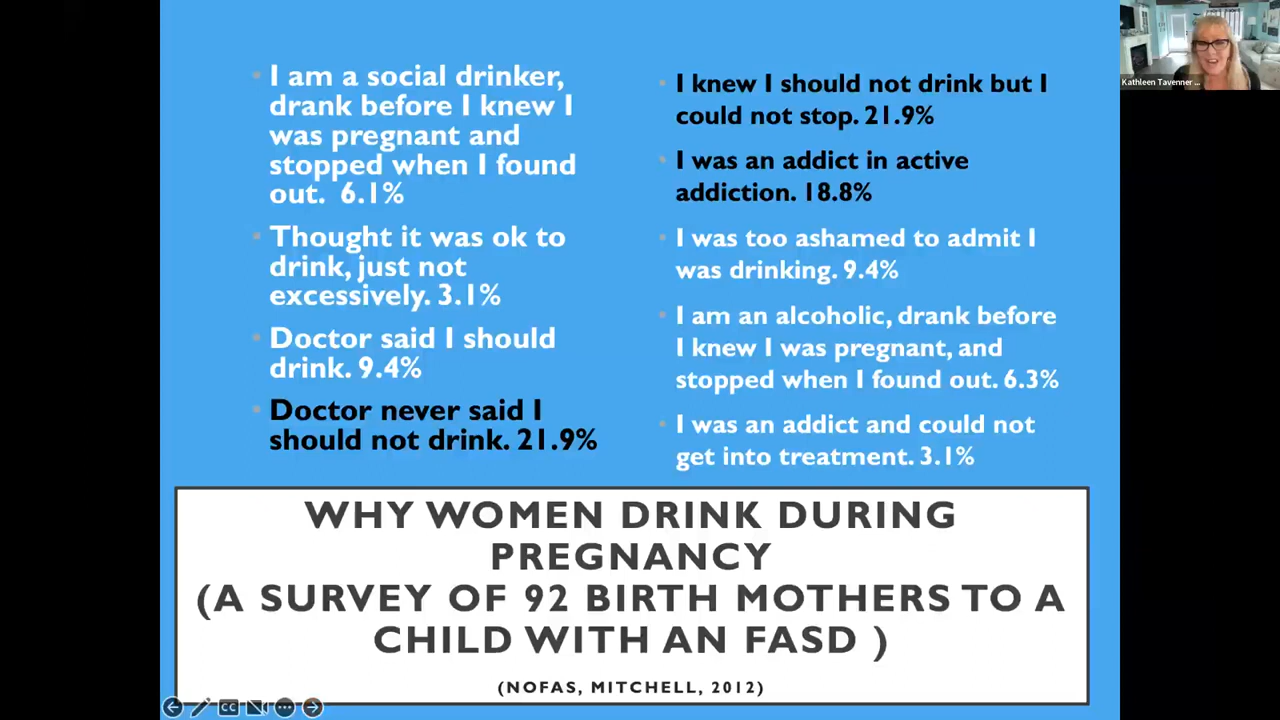 I am a social drinker,
drank before I knew I
was pregnant and
stopped when I found
out. 6.1%
Thought it was ok to
drink, just not
excessively. 3.1%
Doctor said I should
drink. 9.4%
Doctor never said I
should not drink. 21.9%
I knew I should not drink but I
could not stop. 21.9%
I was an addict in active
addiction. 18.8%
I was too ashamed to admit I
was drinking. 9.4%
I am an alcoholic, drank before
I knew I was pregnant, and
stopped when I found out. 6.3%
I was an addict and could not
get into treatment. 3.1%
WHY WOMEN DRINK DURING
PREGNANCY
(A SURVEY OF 92 BIRTH MOTHERS TO A
CHILD WITH AN FASD )
(NOFAS, MITCHELL, 2012)
Kathleen Tavenner ...
CC